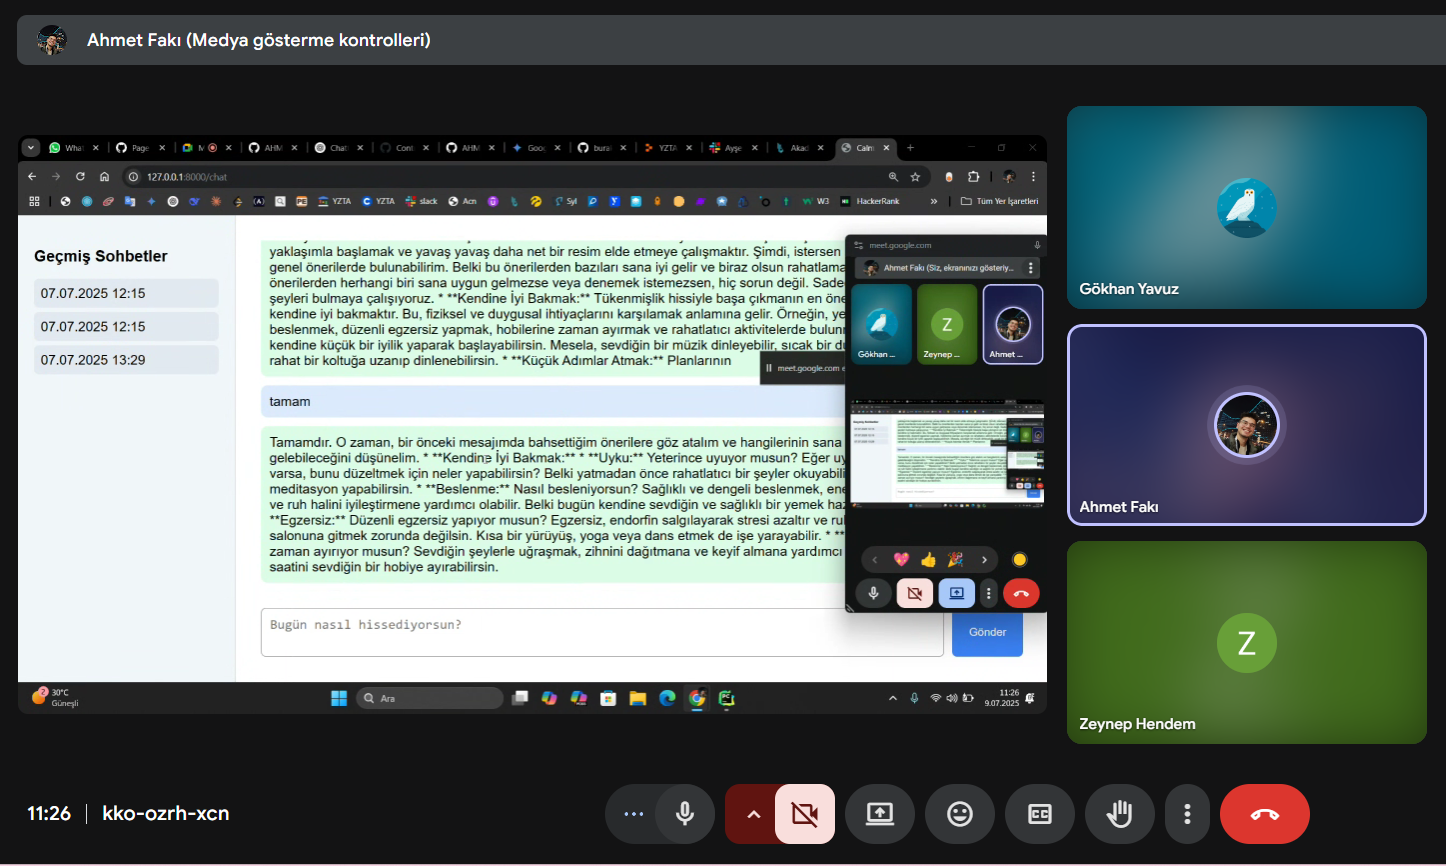 Ahmet Fakı (Medya gösterme kontrolleri)
Wha
Page
M
AHM
Chat
Cont
AHM
Goo
bura
YZTA
Ayşe
Akad
Calm
127.0.0.1:8000/chat
YZTA
YZTA
slack
Acn
Syl
W3
HackerRank
Tüm Yer İşaretleri
Geçmiş Sohbetler
07.07.2025 12:15
07.07.2025 12:15
07.07.2025 13:29
yaklaşımla başlamak ve yavaş yavaş daha net bir resim elde etmeye çalışmaktır. Şimdi, istersen
genel önerilerde bulunabilirim. Belki bu önerilerden bazıları sana iyi gelir ve biraz olsun rahatlama
önerilerden herhangi biri sana uygun gelmezse veya denemek istemezsen, hiç sorun değil. Sade
şeyleri bulmaya çalışıyoruz. * **Kendine İyi Bakmak:** Tükenmişlik hissiyle başa çıkmanın en öne
kendine iyi bakmaktır. Bu, fiziksel ve duygusal ihtiyaçlarını karşılamak anlamına gelir. Örneğin, ye
beslenmek, düzenli egzersiz yapmak, hobilerine zaman ayırmak ve rahatlatıcı aktivitelerde bulunm
kendine küçük bir iyilik yaparak başlayabilirsin. Mesela, sevdiğin bir müzik dinleyebilir, sıcak bir du
rahat bir koltuğa uzanıp dinlenebilirsin. * **Küçük Adımlar Atmak:** Planlarının
tamam
Tamamdır. O zaman, bir önceki mesajımda bahsettiğim önerilere göz atalım ve hangilerinin sana
gelebileceğini düşünelim. * **Kendine İyi Bakmak:** * **Uyku:** Yeterince uyuyor musun? Eğer uy
varsa, bunu düzeltmek için neler yapabilirsin? Belki yatmadan önce rahatlatıcı bir şeyler okuyabili
meditasyon yapabilirsin. * **Beslenme:** Nasıl besleniyorsun? Sağlıklı ve dengeli beslenmek, ene
ve ruh halini iyileştirmene yardımcı olabilir. Belki bugün kendine sevdiğin ve sağlıklı bir yemek haz
**Egzersiz:** Düzenli egzersiz yapıyor musun? Egzersiz, endorfin salgılayarak stresi azaltır ve ru
salonuna gitmek zorunda değilsin. Kısa bir yürüyüş, yoga veya dans etmek de işe yarayabilir. * **
zaman ayırıyor musun? Sevdiğin şeylerle uğraşmak, zihnini dağıtmana ve keyif almana yardımcı
saatini sevdiğin bir hobiye ayırabilirsin.
Bugün nasıl hissediyorsun?
Gönder
meet.google.com
Ahmet Fakı (Siz, ekranınızı gösteriy...
Gökhan ...
Z
Zeynep ...
Ahmet ...
meet.google.com e
30°C
Güneşli
Ara
11:26
9.07.2025
Gökhan Yavuz
Ahmet Fakı
Z
Zeynep Hendem
11:26
kko-ozrh-xcn
CC